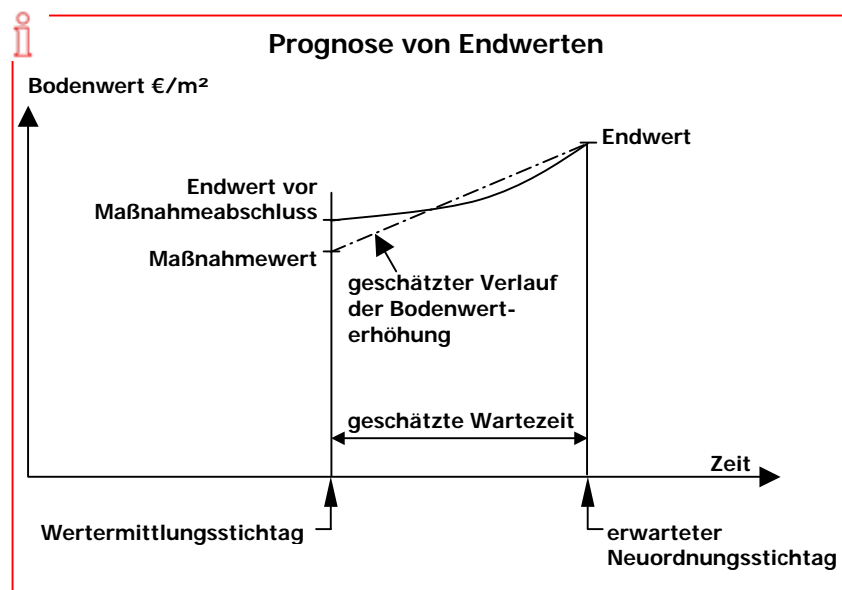 Prognose von Endwerten
Bodenwert €/m²
Endwert
Endwert vor
Maßnahmeabschluss
Maßnahmewert
geschätzter Verlauf
der Bodenwert-
erhöhung
geschätzte Wartezeit
Zeit
Wertermittlungsstichtag
erwarteter
Neuordnungsstichtag